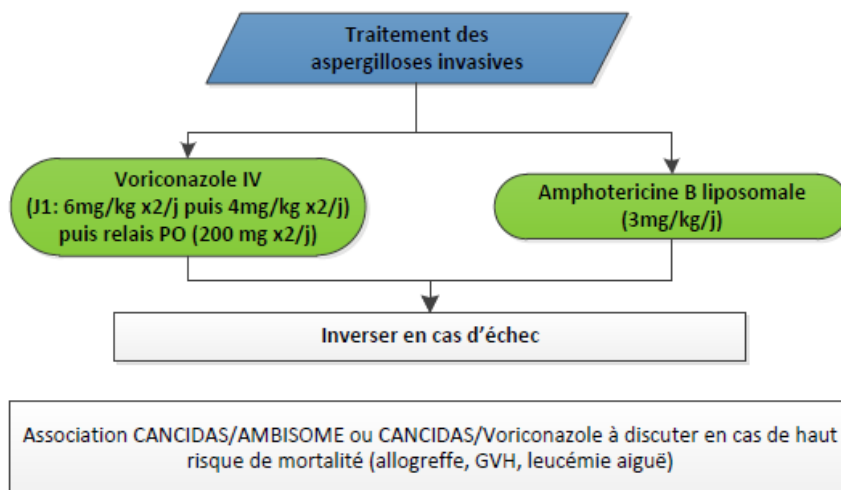 Traitement des
aspergilloses invasives
Voriconazole IV
(J1: 6mg/kg x2/j puis 4mg/kg x2/j)
puis relais PO (200 mg x2/j)
Amphotericine B liposomale
(3mg/kg/j)
Inverser en cas d’échec
Association CANCIDAS/AMBISOME ou CANCIDAS/Voriconazole à discuter en cas de haut
risque de mortalité (allogreffe, GVH, leucémie aiguë)